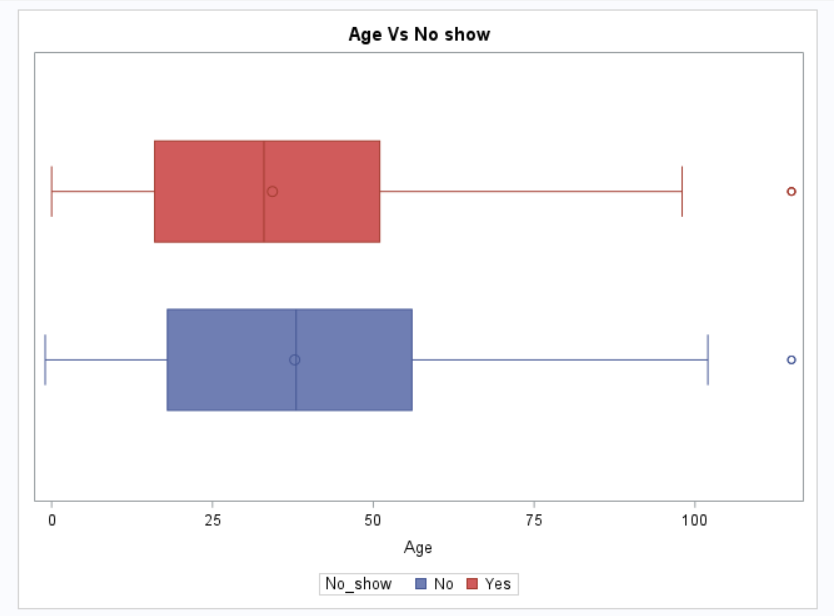 Age Vs No show
0 25 50 75 100
Age
No_show No Yes